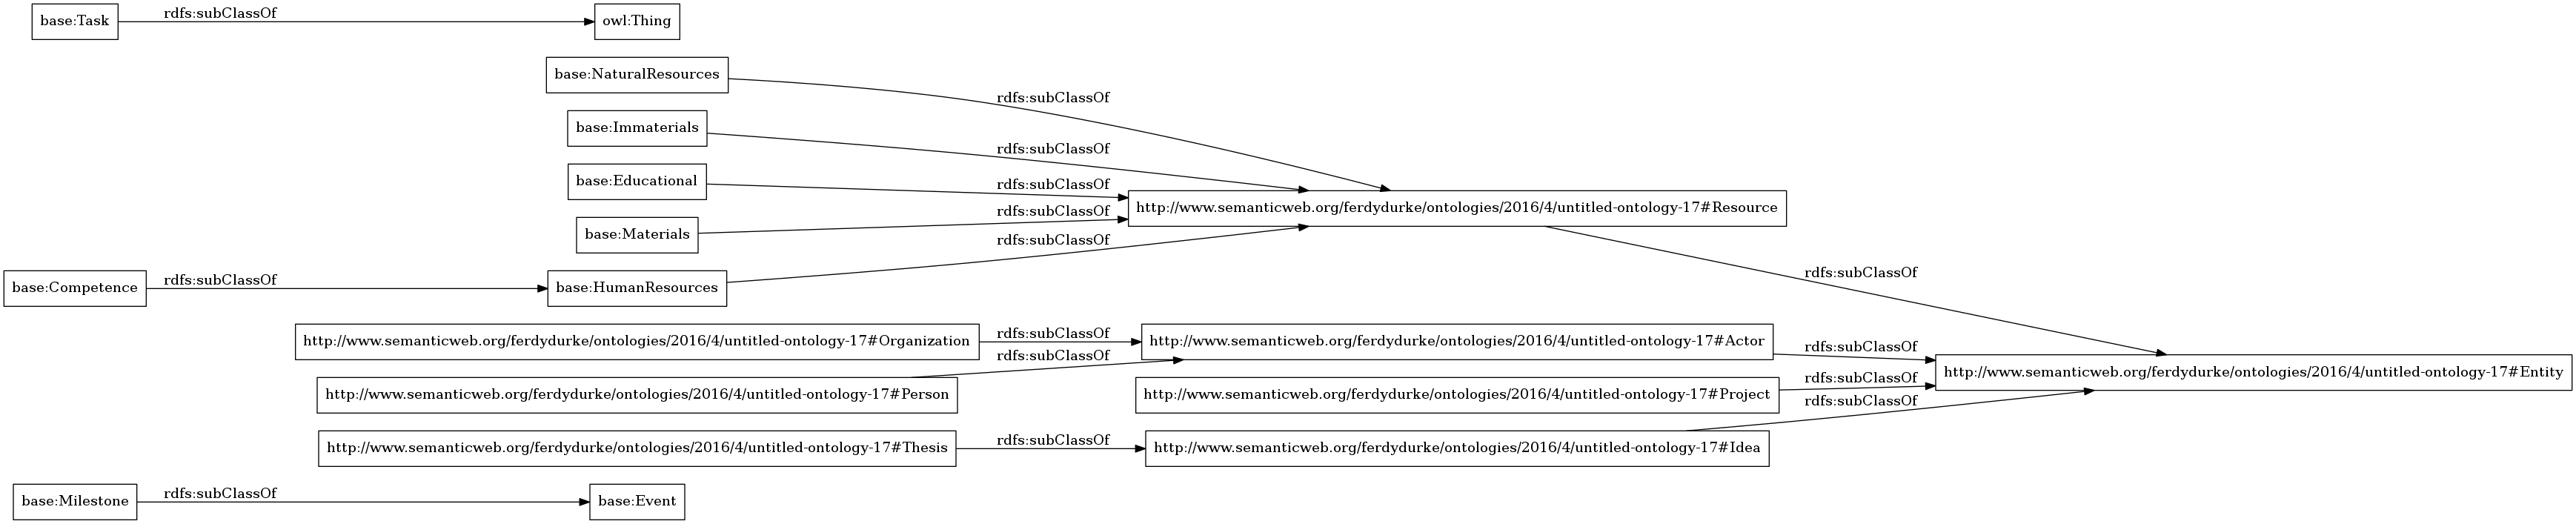 base:Task
rdfs:subClassOf
owl:Thing
base:NaturalResources
rdfs:subClassOf
base:Immaterials
rdfs:subClassOf
base:Educational
rdfs:subClassOf
http://www.semanticweb.org/ferdydurke/ontologies/2016/4/untitled-ontology-17#Resource
base:Materials
rdfs:subClassOf
rdfs:subClassOf
base:Competence
rdfs:subClassOf
base:HumanResources
rdfs:subClassOf
http://www.semanticweb.org/ferdydurke/ontologies/2016/4/untitled-ontology-17#Organization
rdfs:subClassOf
http://www.semanticweb.org/ferdydurke/ontologies/2016/4/untitled-ontology-17#Actor
rdfs:subClassOf
rdfs:subClassOf
http://www.semanticweb.org/ferdydurke/ontologies/2016/4/untitled-ontology-17#Entity
http://www.semanticweb.org/ferdydurke/ontologies/2016/4/untitled-ontology-17#Person
http://www.semanticweb.org/ferdydurke/ontologies/2016/4/untitled-ontology-17#Project
rdfs:subClassOf
rdfs:subClassOf
http://www.semanticweb.org/ferdydurke/ontologies/2016/4/untitled-ontology-17#Thesis
rdfs:subClassOf
http://www.semanticweb.org/ferdydurke/ontologies/2016/4/untitled-ontology-17#Idea
base:Milestone
rdfs:subClassOf
base:Event